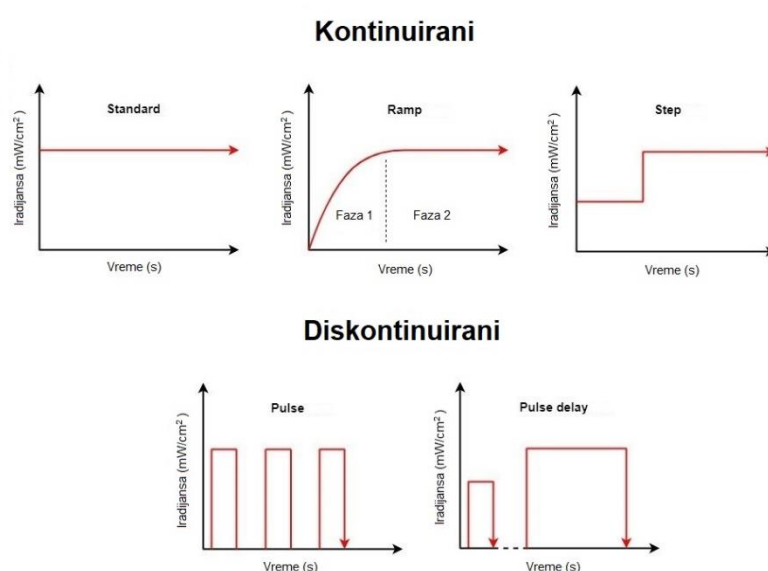 Kontinuirani
Standard
Iradijansa (mW/cm²)
Vreme (s)
Ramp
Iradijansa (mW/cm²)
Faza 1
Faza 2
Vreme (s)
Step
Iradijansa (mW/cm²)
Vreme (s)
Diskontinuirani
Pulse
Iradijansa (mW/cm²)
Vreme (s)
Pulse delay
Iradijansa (mW/cm²)
Vreme (s)